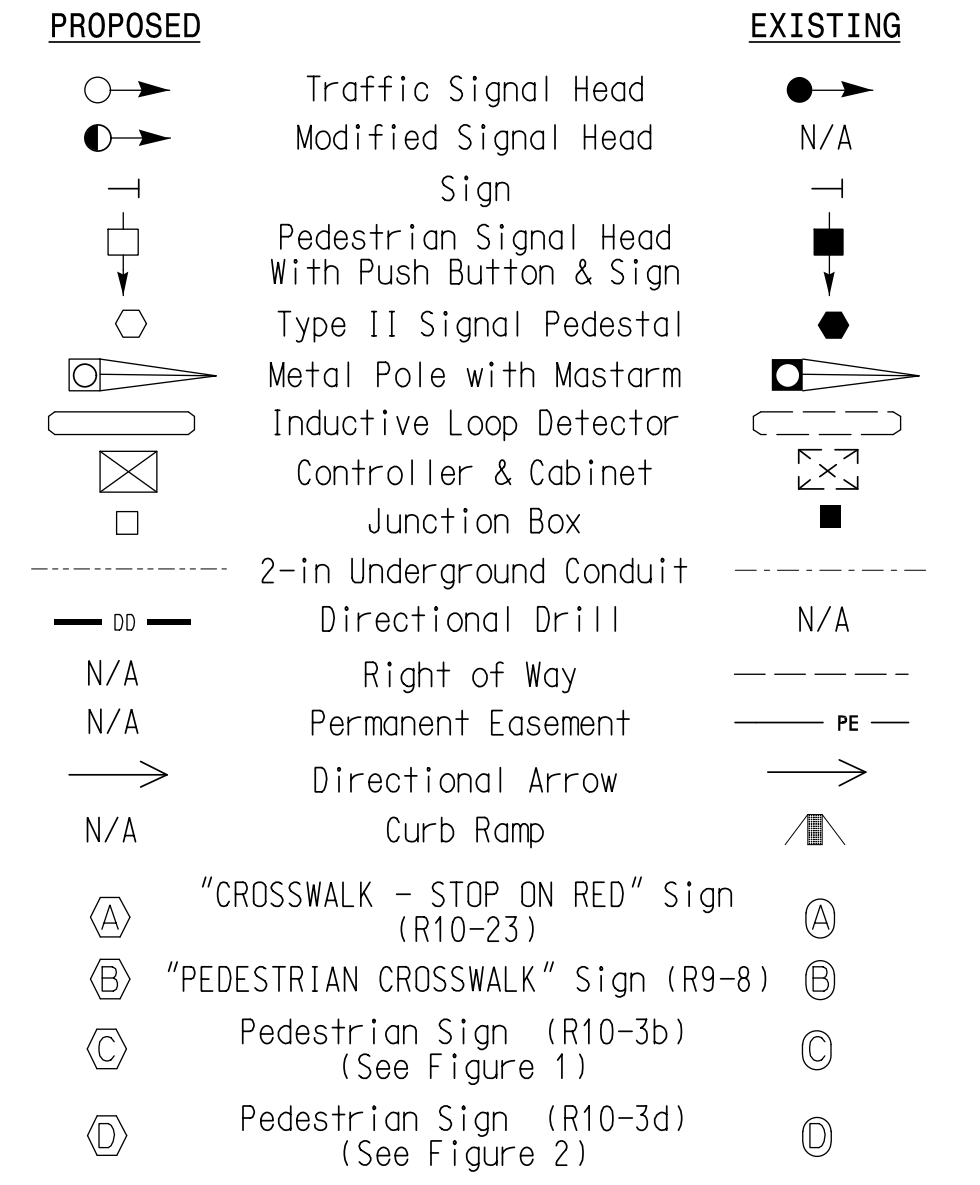 PROPOSED EXISTING
Traffic Signal Head
Modified Signal Head N/A
Sign
Pedestrian Signal Head
With Push Button & Sign
Type II Signal Pedestal
Metal Pole with Mastarm
Inductive Loop Detector
Controller & Cabinet
Junction Box
2-in Underground Conduit
DD Directional Drill N/A
N/A Right of Way
N/A Permanent Easement PE
Directional Arrow
N/A Curb Ramp
"CROSSWALK - STOP ON RED" Sign
A (R10-23) A
B "PEDESTRIAN CROSSWALK" Sign (R9-8) B
Pedestrian Sign (R10-3b)
C (See Figure 1) C
Pedestrian Sign (R10-3d)
D (See Figure 2) D